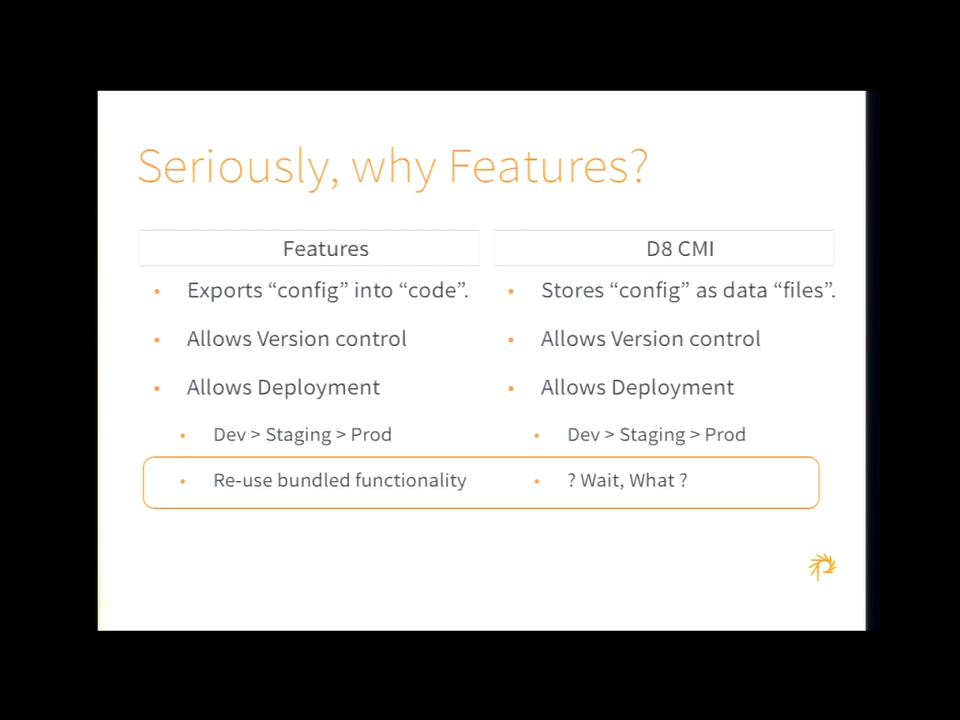 Seriously, why Features?
Features
• Exports “config” into “code”.
• Allows Version control
• Allows Deployment
• Dev > Staging > Prod
• Re-use bundled functionality
D8 CMI
• Stores “config” as data “files”.
• Allows Version control
• Allows Deployment
• Dev > Staging > Prod
• ? Wait, What ?